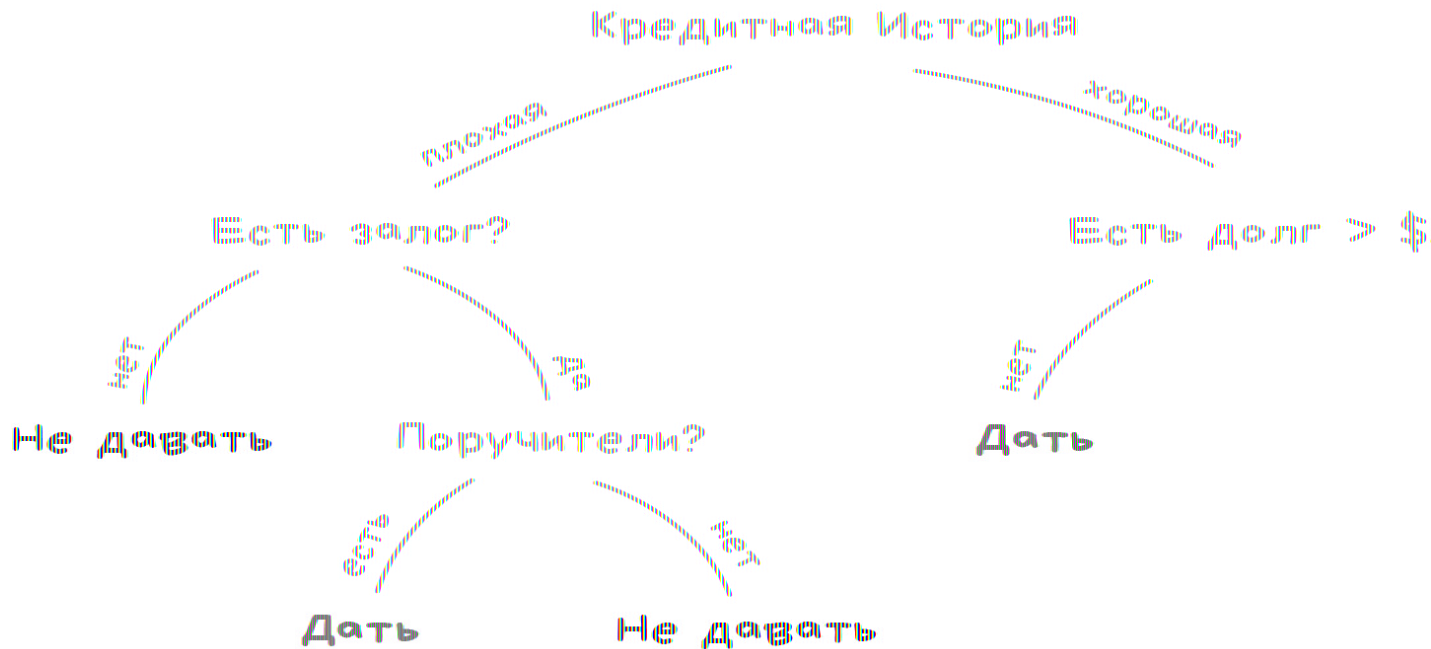 Кредитная История
плохая
хорошая
Есть залог?
Есть долг > $
нет
да
нет
Не давать
Поручители?
Дать
есть
нет
Дать
Не давать